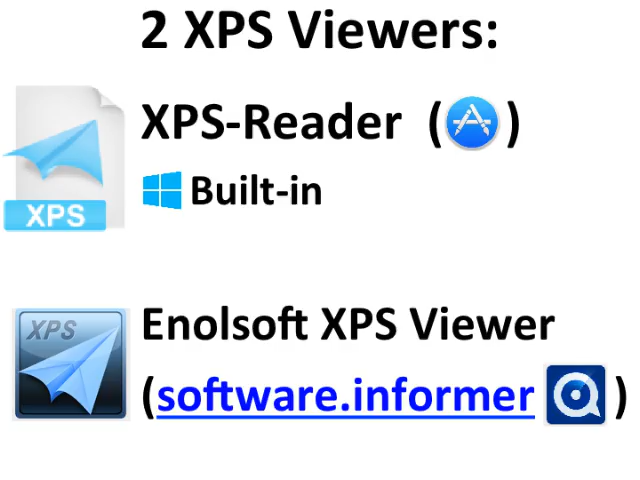 2 XPS Viewers:
XPS-Reader ( )
XPS
Built-in
XPS
Enolsoft XPS Viewer
(software.informer )